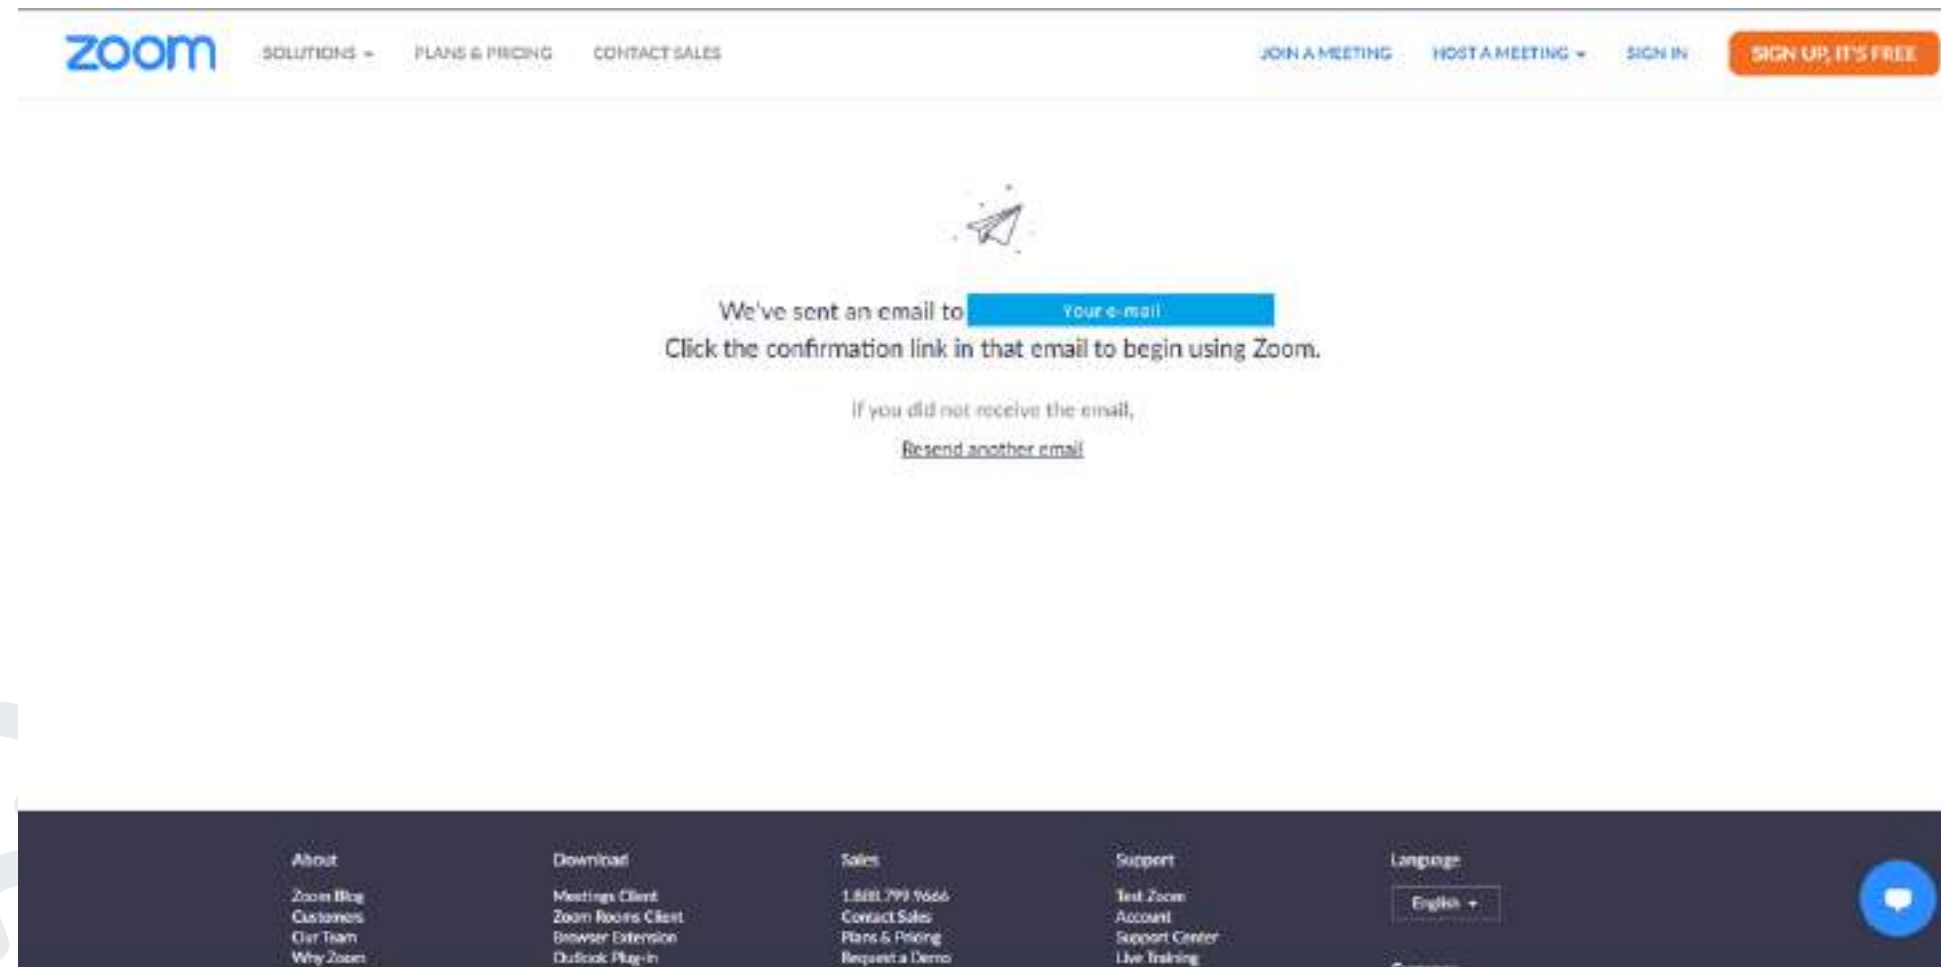 zoom SOLUTIONS PLANS & PRICING CONTACT SALES JOIN A MEETING HOST A MEETING SIGN IN SIGN UP, IT'S FREE
We've sent an email to Your e-mail
Click the confirmation link in that email to begin using Zoom.
If you did not receive the email,
Resend another email
About
Zoom Blog
Customers
Our Team
Why Zoom
Download
Meetings Client
Zoom Rooms Client
Browser Extension
Outlook Plug-in
Sales
1.888.799.9666
Contact Sales
Plans & Pricing
Request a Demo
Support
Test Zoom
Account
Support Center
Live Training
Language
English